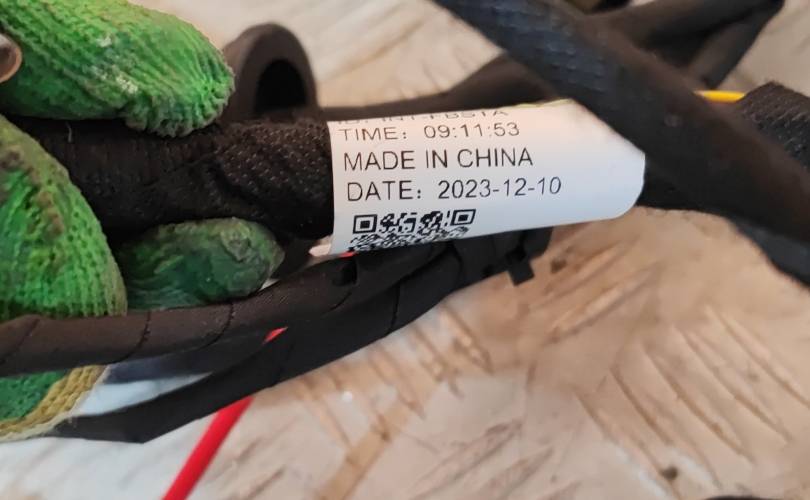 TIME: 09:11:53
MADE IN CHINA
DATE: 2023-12-10